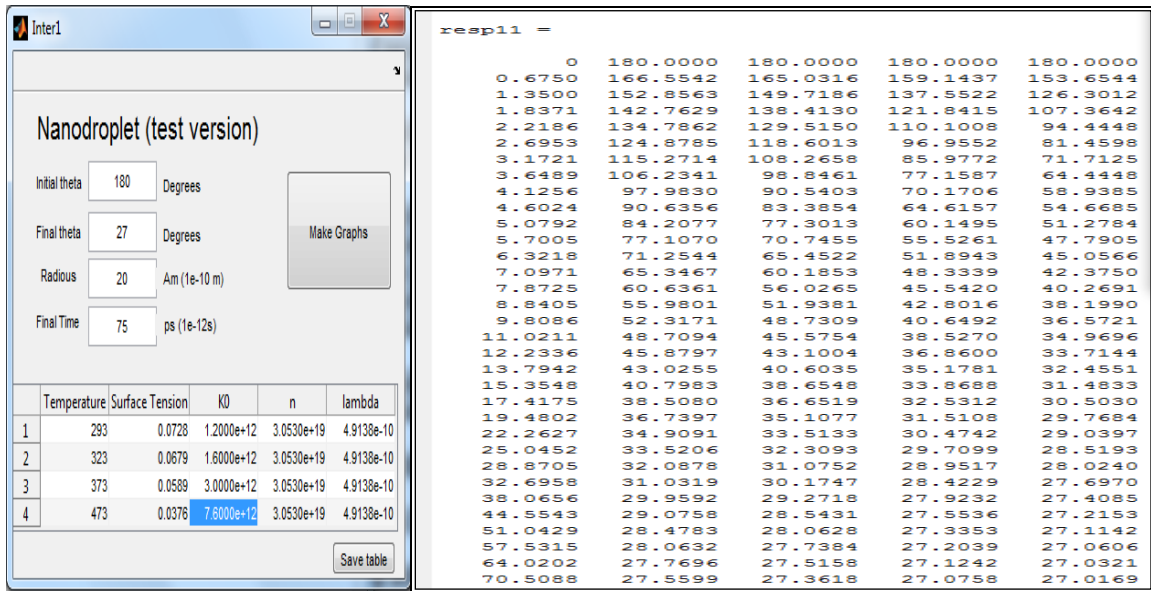 Inter1
Nanodroplet (test version)
Initial theta 180 Degrees
Final theta 27 Degrees
Make Graphs
Radious 20 Am (1e-10 m)
Final Time 75 ps (1e-12s)
Temperature Surface Tension K0 n lambda
1 293 0.0728 1.2000e+12 3.0530e+19 4.9138e-10
2 323 0.0679 1.6000e+12 3.0530e+19 4.9138e-10
3 373 0.0589 3.0000e+12 3.0530e+19 4.9138e-10
4 473 0.0376 7.6000e+12 3.0530e+19 4.9138e-10
Save table
resp11 =
0 180.0000 180.0000 180.0000 180.0000
0.6750 166.5542 165.0316 159.1437 153.6544
1.3500 152.8563 149.7186 137.5522 126.3012
1.8371 142.7629 138.4130 121.8415 107.3642
2.2186 134.7862 129.5150 110.1008 94.4448
2.6953 124.8785 118.6013 96.9552 81.4598
3.1721 115.2714 108.2658 85.9772 71.7125
3.6489 106.2341 98.8461 77.1587 64.4448
4.1256 97.9830 90.5403 70.1706 58.9385
4.6024 90.6356 83.3854 64.6157 54.6685
5.0792 84.2077 77.3013 60.1495 51.2784
5.7005 77.1070 70.7455 55.5261 47.7905
6.3218 71.2544 65.4522 51.8943 45.0566
7.0971 65.3467 60.1853 48.3339 42.3750
7.8725 60.6361 56.0265 45.5420 40.2691
8.8405 55.9801 51.9381 42.8016 38.1990
9.8086 52.3171 48.7309 40.6492 36.5721
11.0211 48.7094 45.5754 38.5270 34.9696
12.2336 45.8797 43.1004 36.8600 33.7144
13.7942 43.0255 40.6035 35.1781 32.4551
15.3548 40.7983 38.6548 33.8688 31.4833
17.4175 38.5080 36.6519 32.5312 30.5030
19.4802 36.7397 35.1077 31.5108 29.7684
22.2627 34.9091 33.5133 30.4742 29.0397
25.0452 33.5206 32.3093 29.7099 28.5193
28.8705 32.0878 31.0752 28.9517 28.0240
32.6958 31.0319 30.1747 28.4229 27.6970
38.0656 29.9592 29.2718 27.9232 27.4085
44.5543 29.0758 28.5431 27.5536 27.2153
51.0429 28.4783 28.0628 27.3353 27.1142
57.5315 28.0632 27.7384 27.2039 27.0606
64.0202 27.7696 27.5158 27.1242 27.0321
70.5088 27.5599 27.3618 27.0758 27.0169